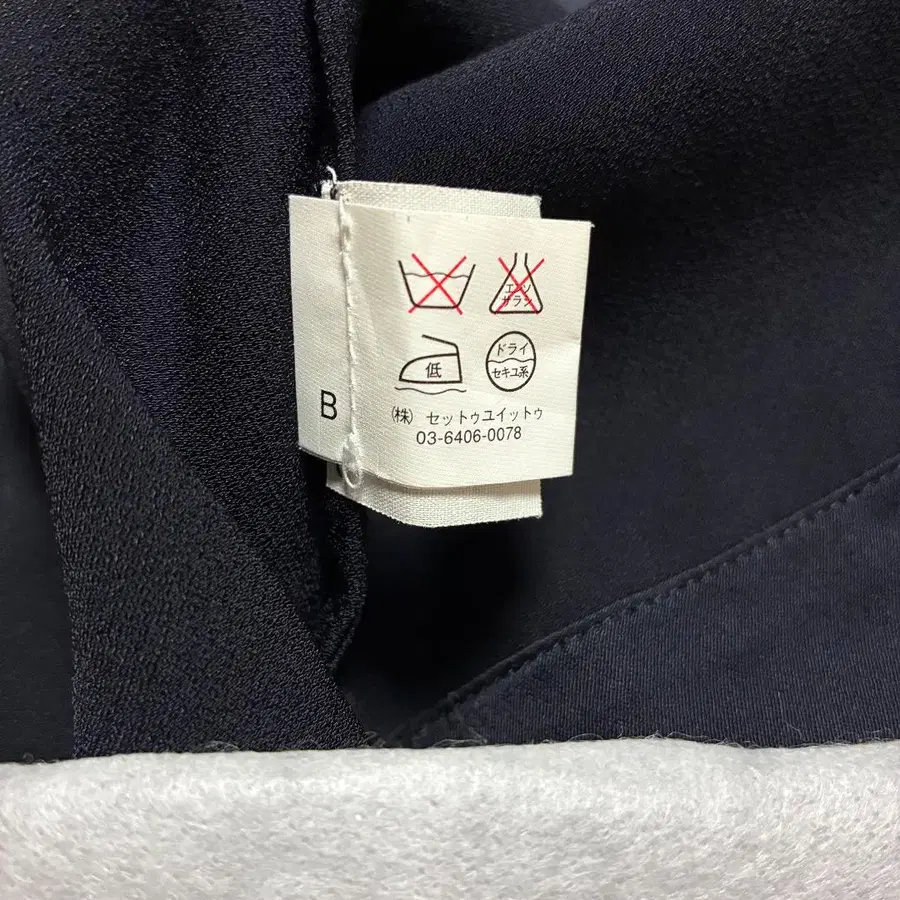 エンソ
サラシ
低
ドライ
セキユ系
B
(株) セットゥユイットゥ
03-6406-0078